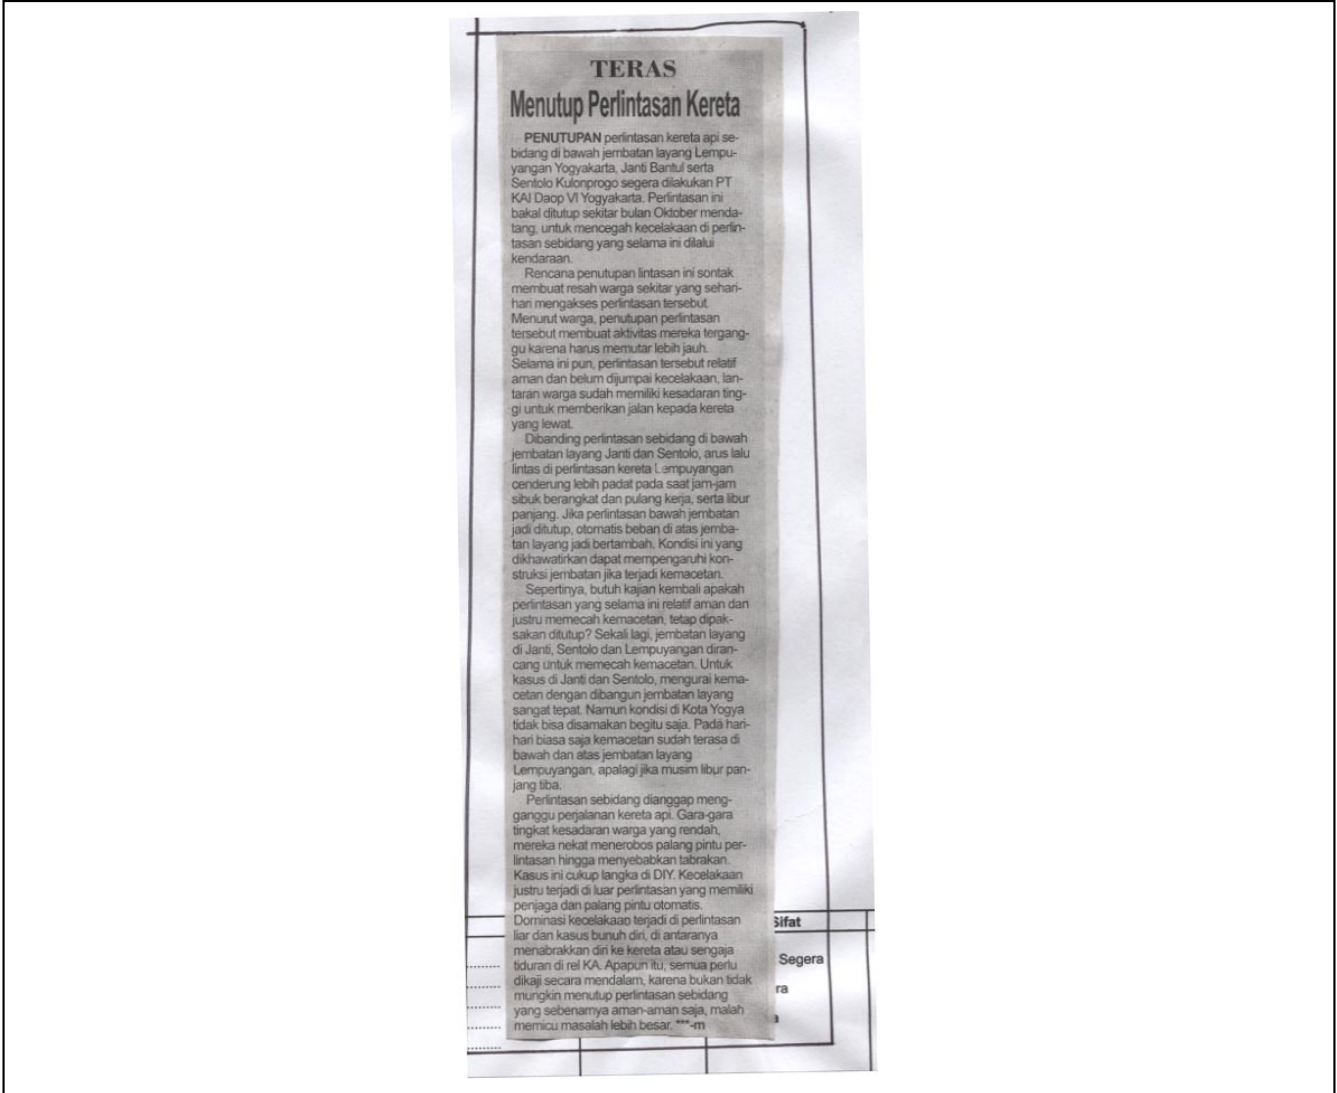 TERAS
Menutup Perlintasan Kereta
PENUTUPAN perlintasan kereta api se-
bidang di bawah jembatan layang Lempu-
yangan Yogyakarta, Janti Bantul serta
Sentolo Kulonprogo segera dilakukan PT
KAI Daop VI Yogyakarta. Perlintasan ini
bakal ditutup sekitar bulan Oktober menda-
tang, untuk mencegah kecelakaan di perlin-
tasan sebidang yang selama ini dilalui
kendaraan.
Rencana penutupan lintasan ini sontak
membuat resah warga sekitar yang sehari-
hari mengakses perlintasan tersebut.
Menurut warga, penutupan perlintasan
tersebut membuat aktivitas mereka tergang-
gu karena harus memutar lebih jauh.
Selama ini pun, perlintasan tersebut relatif
aman dan belum dijumpai kecelakaan, lan-
taran warga sudah memiliki kesadaran ting-
gi untuk memberikan jalan kepada kereta
yang lewat.
Dibanding perlintasan sebidang di bawah
jembatan layang Janti dan Sentolo, arus lalu
lintas di perlintasan kereta Lempuyangan
cenderung lebih padat pada saat jam-jam
sibuk berangkat dan pulang kerja, serta libur
panjang. Jika perlintasan bawah jembatan
jadi ditutup, otomatis beban di atas jemba-
tan layang jadi bertambah. Kondisi ini yang
dikhawatirkan dapat mempengaruhi kon-
struksi jembatan jika terjadi kemacetan.
Sepertinya, butuh kajian kembali apakah
perlintasan yang selama ini relatif aman dan
justru memecah kemacetan, tetap dipak-
sakan ditutup? Sekali lagi, jembatan layang
di Janti, Sentolo dan Lempuyangan diran-
cang untuk memecah kemacetan. Untuk
kasus di Janti dan Sentolo, mengurai kema-
cetan dengan dibangun jembatan layang
sangat tepat. Namun kondisi di Kota Yogya
tidak bisa disamakan begitu saja. Pada hari-
hari biasa saja kemacetan sudah terasa di
bawah dan atas jembatan layang
Lempuyangan, apalagi jika musim libur pan-
jang tiba.
Perlintasan sebidang dianggap meng-
ganggu perjalanan kereta api. Gara-gara
tingkat kesadaran warga yang rendah,
mereka nekat menerobos palang pintu per-
lintasan hingga menyebabkan tabrakan.
Kasus ini cukup langka di DIY. Kecelakaan
justru terjadi di luar perlintasan yang memiliki
penjaga dan palang pintu otomatis.
Dominasi kecelakaan terjadi di perlintasan
liar dan kasus bunuh diri, di antaranya
menabrakkan diri ke kereta atau sengaja
tiduran di rel KA. Apapun itu, semua perlu
dikaji secara mendalam, karena bukan tidak
mungkin menutup perlintasan sebidang
yang sebenarnya aman-aman saja, malah
memicu masalah lebih besar. ***-m
Sifat
Segera
ra